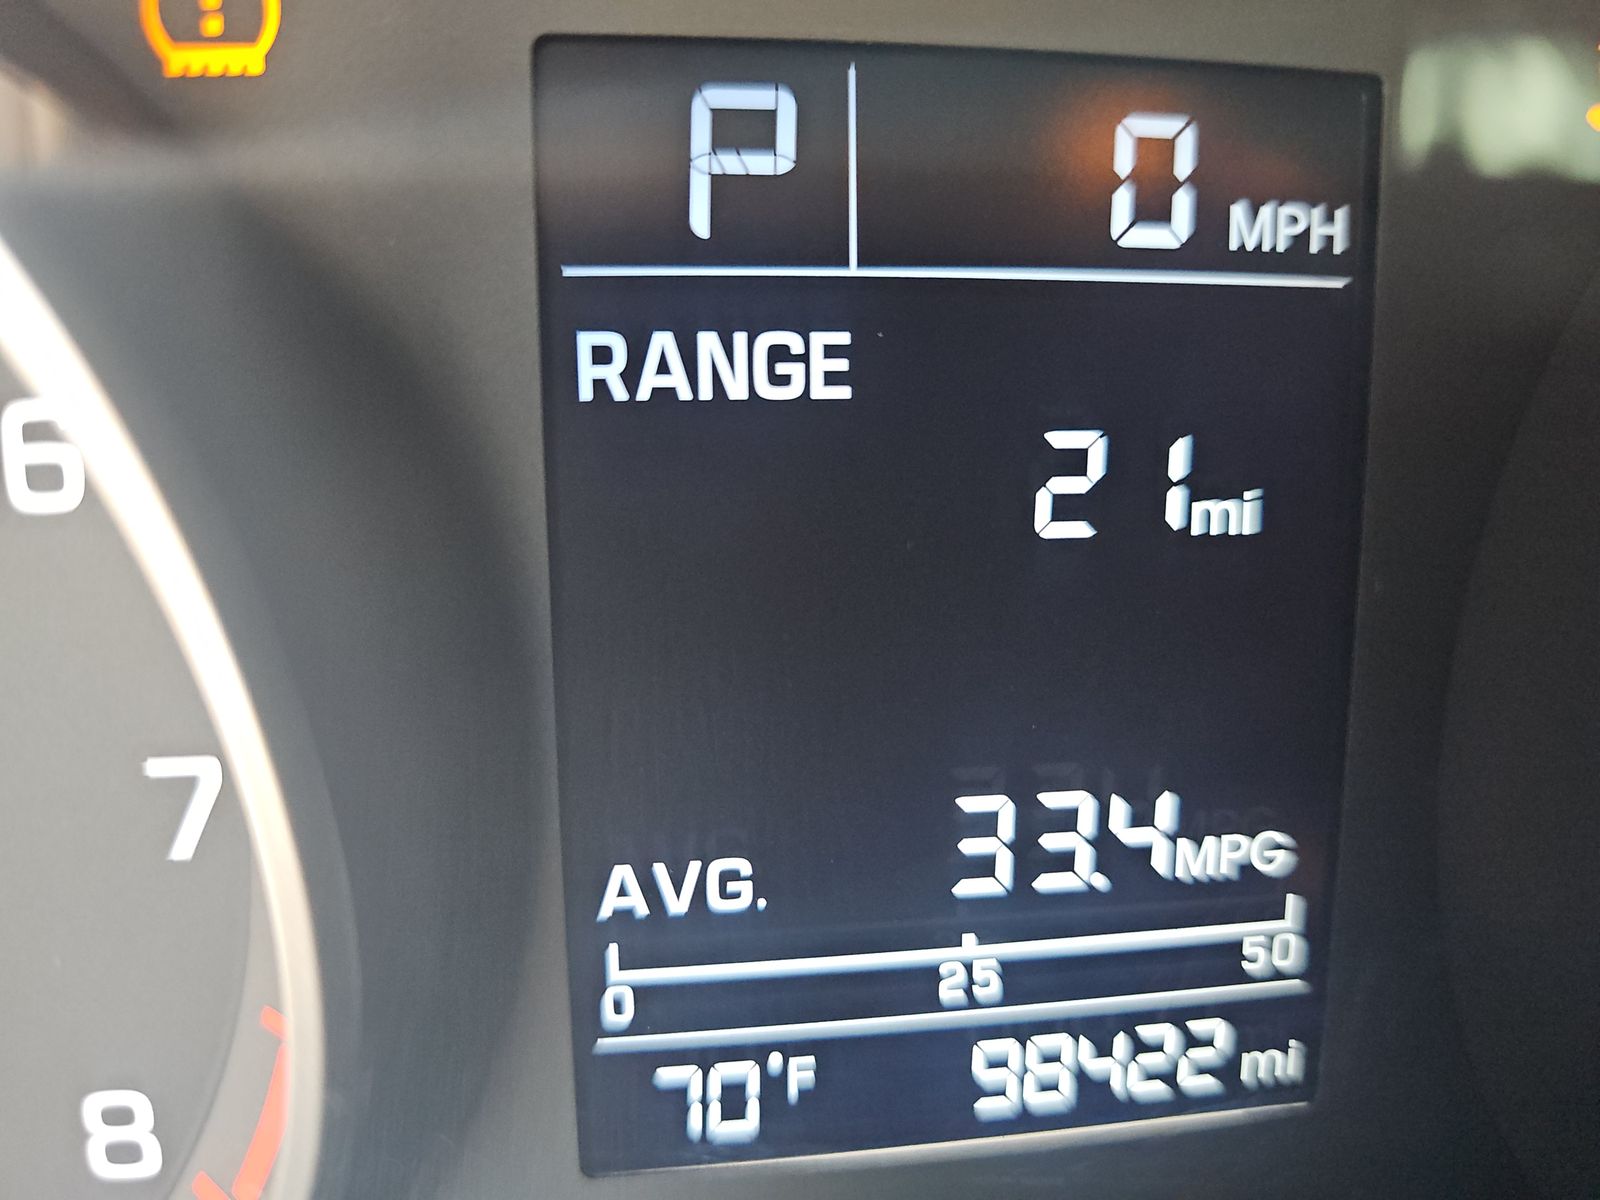 P 0 MPH
RANGE
21 mi
6
7
8
AVG. 33.4 MPG
0 25 50
70°F 98422 mi